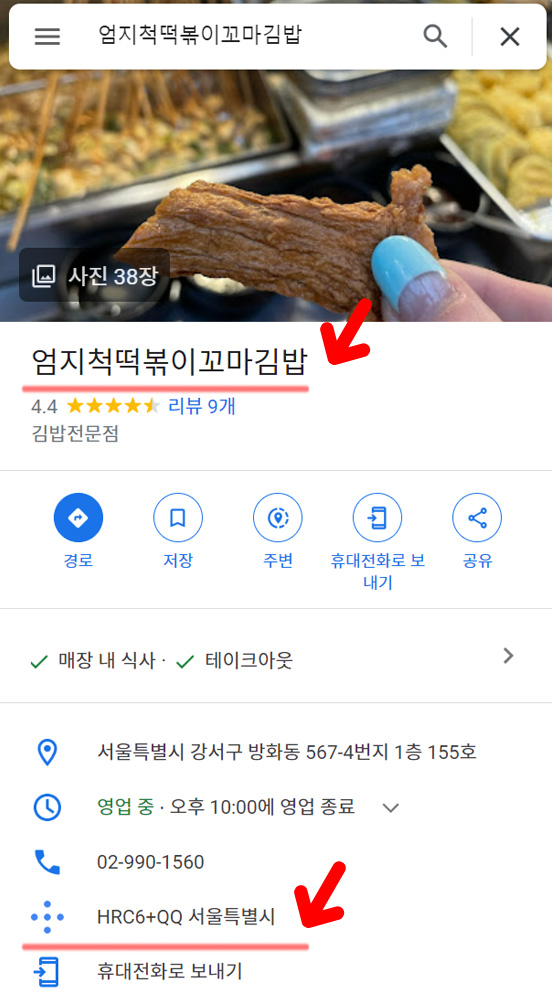 엄지척떡볶이꼬마김밥
사진 38장
엄지척떡볶이꼬마김밥
4.4 리뷰 9개
김밥전문점
경로 저장 주변 휴대전화로 보내기 공유
매장 내 식사 · 테이크아웃
서울특별시 강서구 방화동 567-4번지 1층 155호
영업 중 · 오후 10:00에 영업 종료
02-990-1560
HRC6+QQ 서울특별시
휴대전화로 보내기